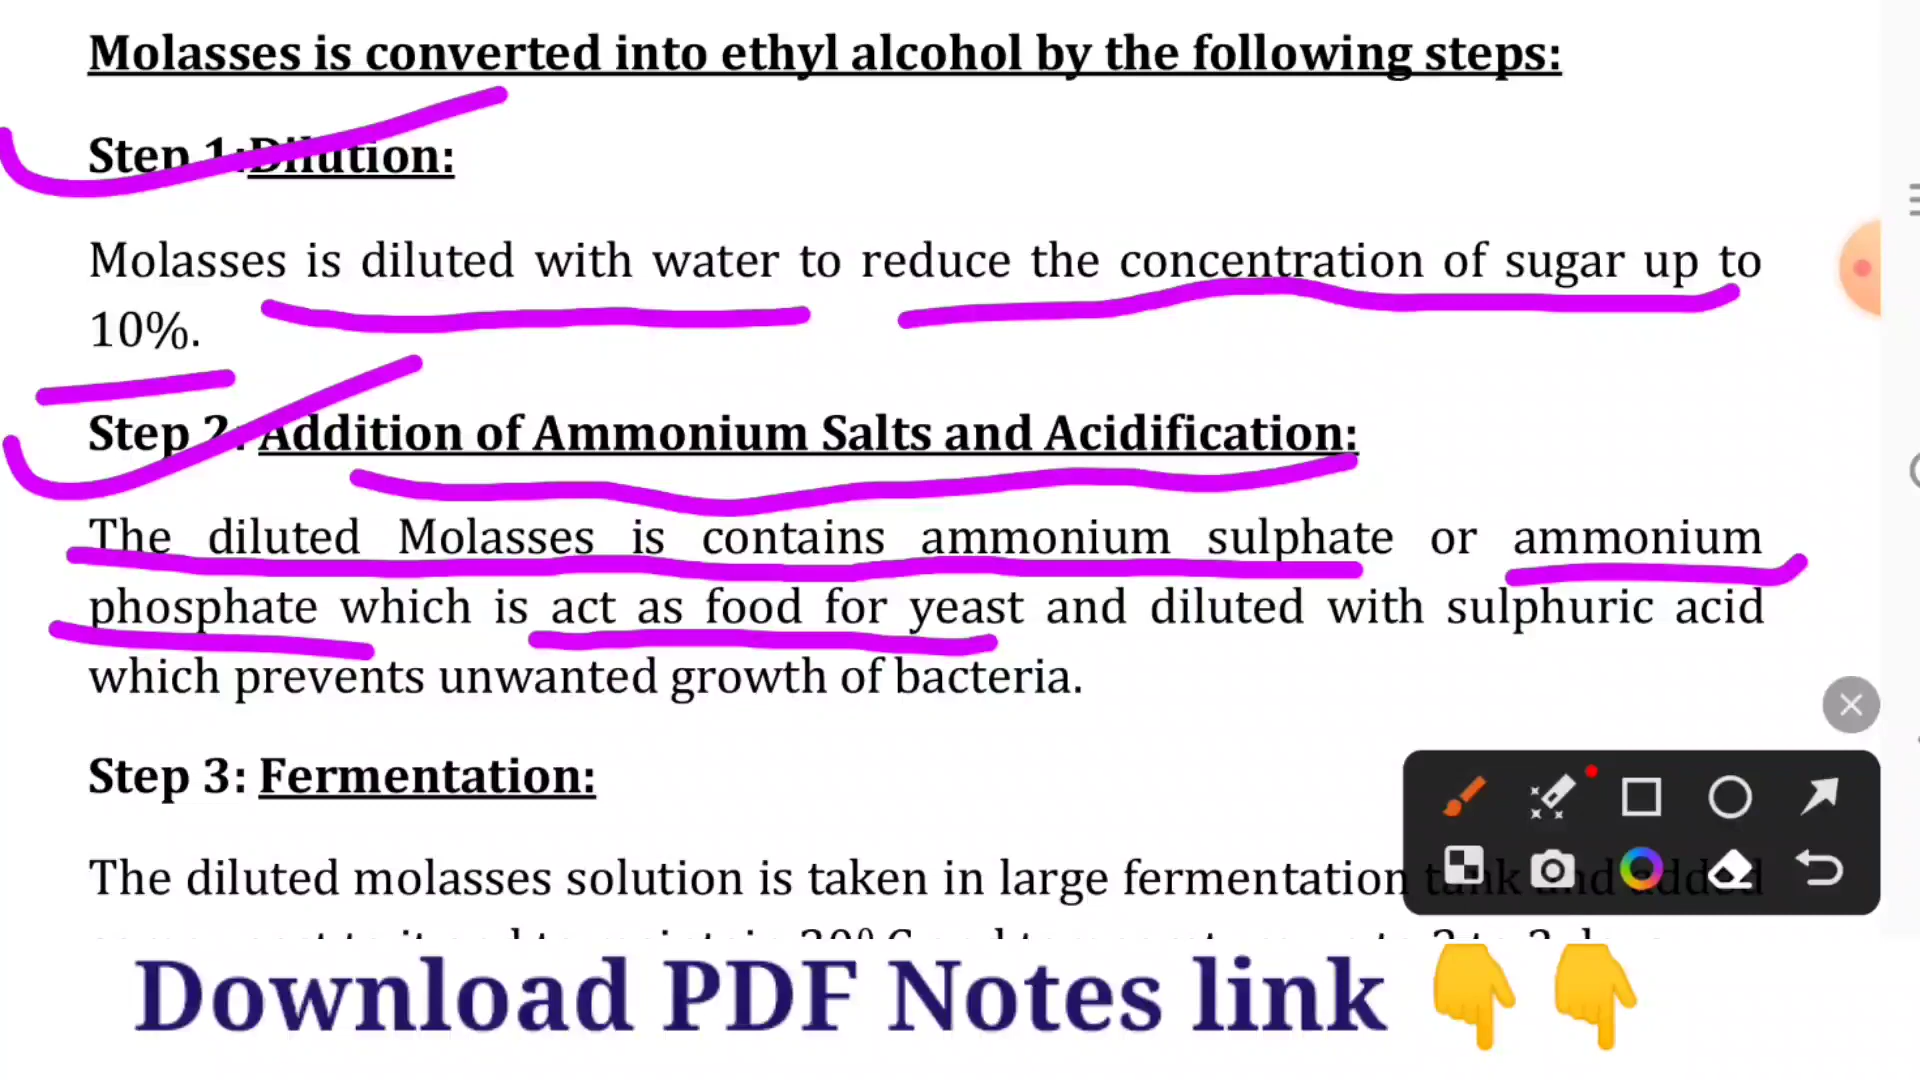 Molasses is converted into ethyl alcohol by the following steps:
Step 1:Dilution:
Molasses is diluted with water to reduce the concentration of sugar up to
10%.
Step 2: Addition of Ammonium Salts and Acidification:
The diluted Molasses is contains ammonium sulphate or ammonium
phosphate which is act as food for yeast and diluted with sulphuric acid
which prevents unwanted growth of bacteria.
Step 3: Fermentation:
The diluted molasses solution is taken in large fermentation tank and added
Download PDF Notes link 👇👇